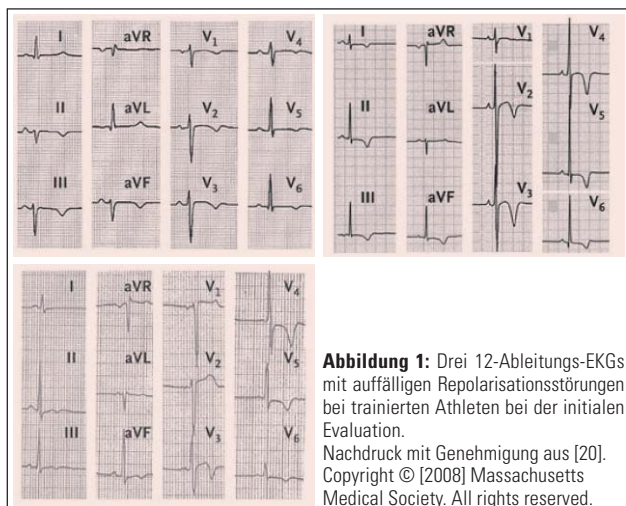 I aVR V₁ V₄
II aVL V₂ V₅
III aVF V₃ V₆
I aVR V₁ V₄
II aVL V₂ V₅
III aVF V₃ V₆
I aVR V₁ V₄
II aVL V₂ V₅
III aVF V₃ V₆
Abbildung 1: Drei 12-Ableitungs-EKGs
mit auffälligen Repolarisationsstörungen
bei trainierten Athleten bei der initialen
Evaluation.
Nachdruck mit Genehmigung aus [20].
Copyright © [2008] Massachusetts
Medical Society. All rights reserved.